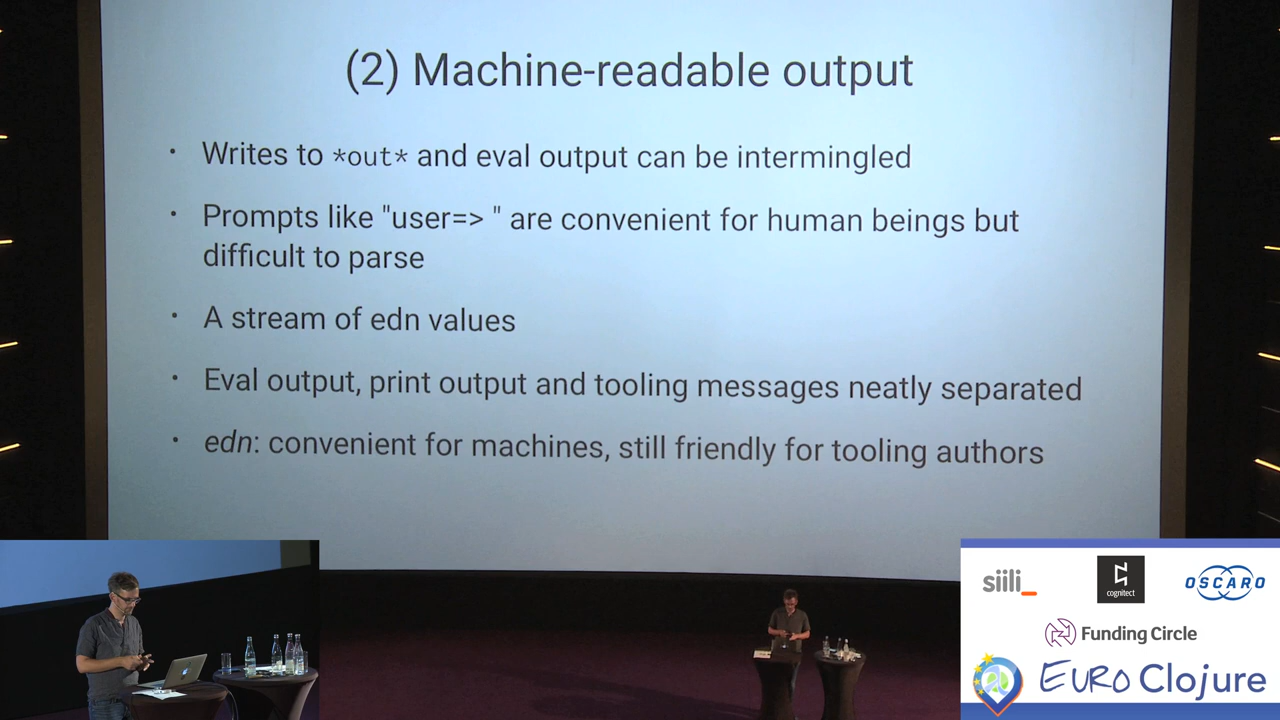 (2) Machine-readable output
• Writes to *out* and eval output can be intermingled
• Prompts like "user=> " are convenient for human beings but
difficult to parse
• A stream of edn values
• Eval output, print output and tooling messages neatly separated
• edn: convenient for machines, still friendly for tooling authors
siili_
cognitect
OSCARO
Funding Circle
EURO Clojure